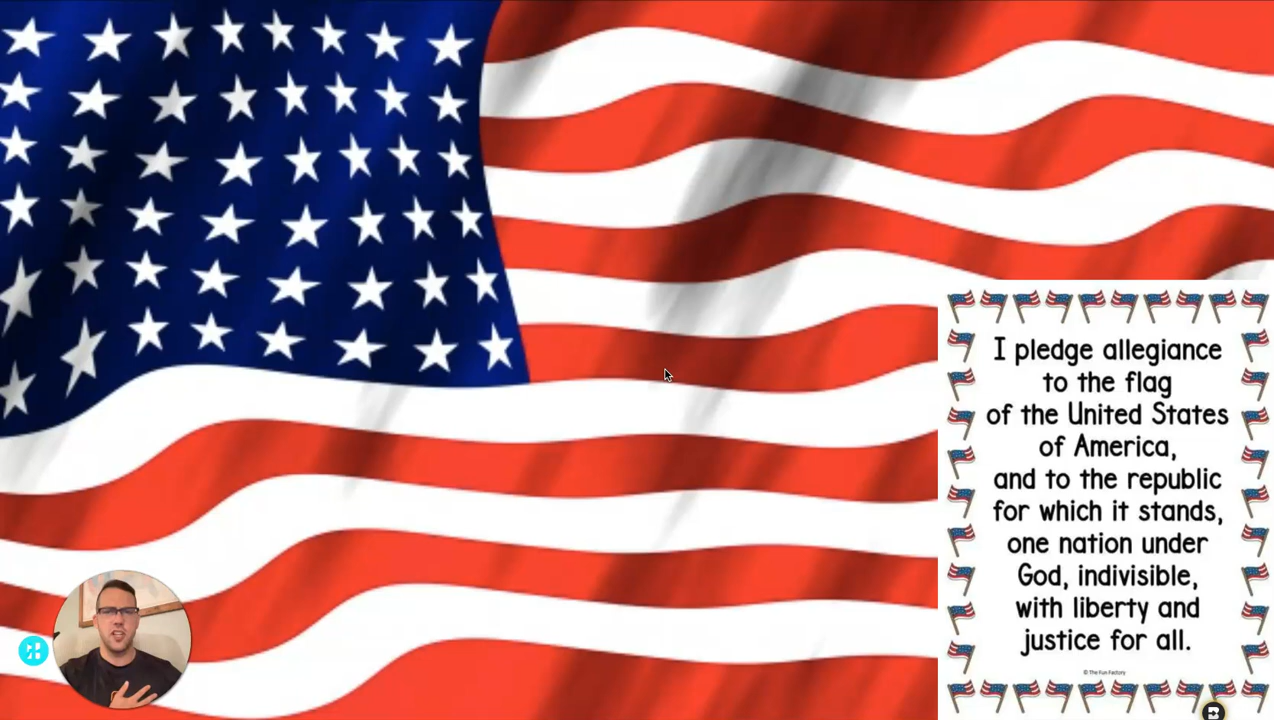 I pledge allegiance
to the flag
of the United States
of America,
and to the republic
for which it stands,
one nation under
God, indivisible,
with liberty and
justice for all.
© The Fun Factory